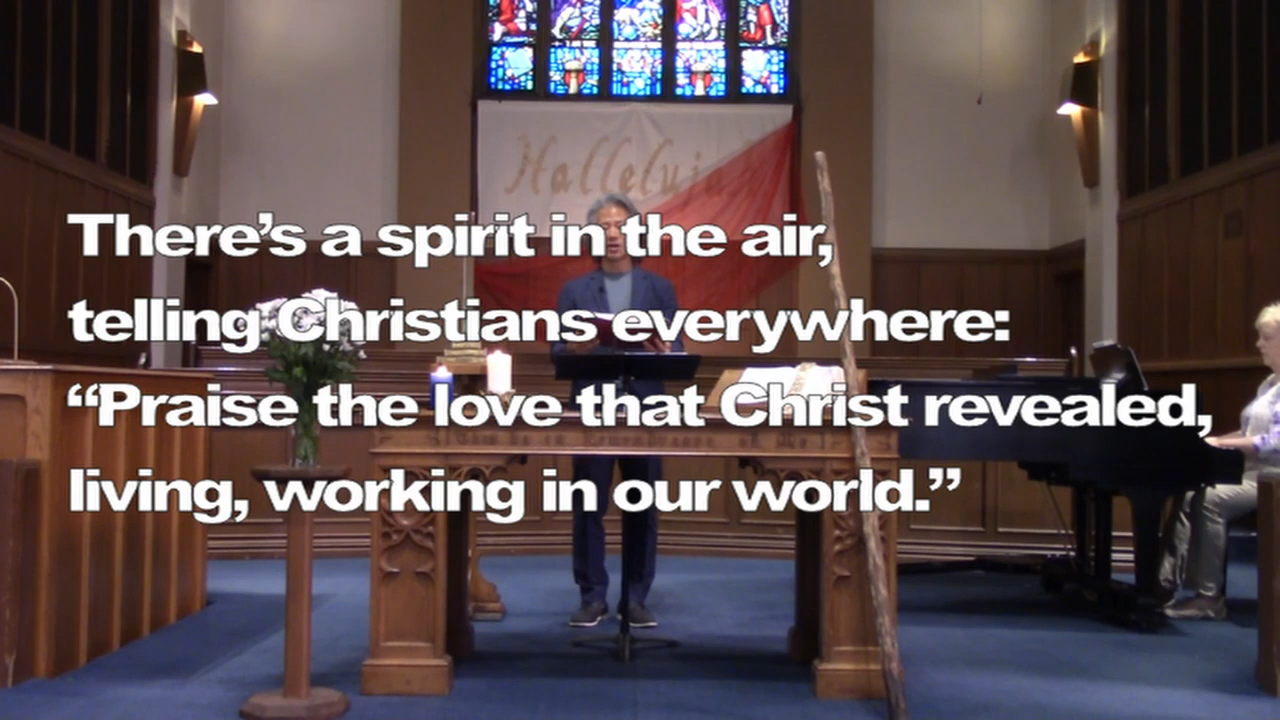 Halleluja
There’s a spirit in the air,
telling Christians everywhere:
“Praise the love that Christ revealed,
living, working in our world.”